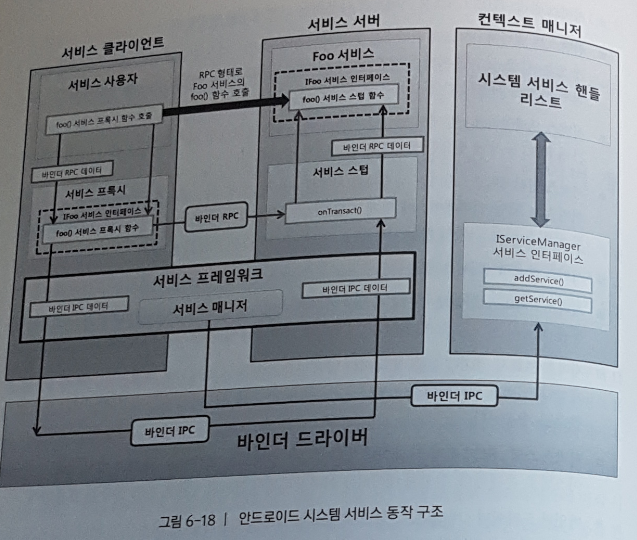 서비스 클라이언트
서비스 서버
컨텍스트 매니저
서비스 사용자
RPC 형태로
Foo 서비스의
foo() 함수 호출
Foo 서비스
IFoo 서비스 인터페이스
foo() 서비스 스텁 함수
시스템 서비스 핸들
리스트
foo() 서비스 프록시 함수 호출
바인더 RPC 데이터
바인더 RPC 데이터
서비스 프록시
서비스 스텁
IFoo 서비스 인터페이스
foo() 서비스 프록시 함수
바인더 RPC
onTransact()
IServiceManager
서비스 인터페이스
addService()
getService()
서비스 프레임워크
바인더 IPC 데이터
서비스 매니저
바인더 IPC 데이터
바인더 IPC
바인더 IPC
바인더 드라이버
그림 6-18 | 안드로이드 시스템 서비스 동작 구조